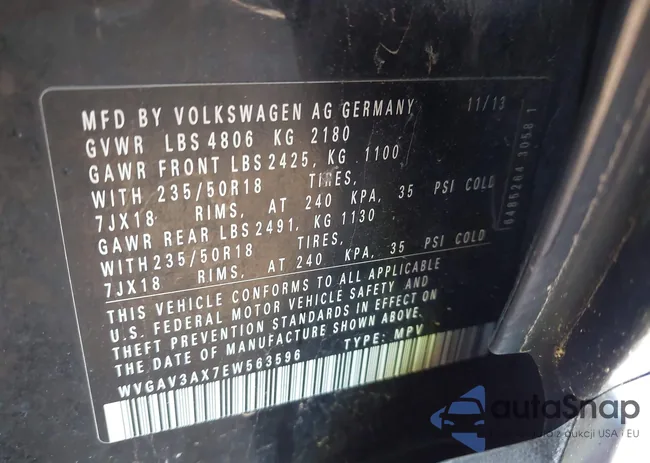 MFD BY VOLKSWAGEN AG GERMANY 11/13
GVWR LBS 4806 KG 2180
GAWR FRONT LBS 2425, KG 1100
WITH 235/50R18 TIRES,
7JX18 RIMS, AT 240 KPA, 35 PSI COLD
GAWR REAR LBS 2491, KG 1130
WITH 235/50R18 TIRES,
7JX18 RIMS, AT 240 KPA, 35 PSI COLD
THIS VEHICLE CONFORMS TO ALL APPLICABLE
U.S. FEDERAL MOTOR VEHICLE SAFETY AND
THEFT PREVENTION STANDARDS IN EFFECT ON
THE DATE OF MANUFACTURE SHOWN ABOVE.
WVGAV3AX7EW563596 TYPE: MPV
autoSnap
z aukcji USA · EU